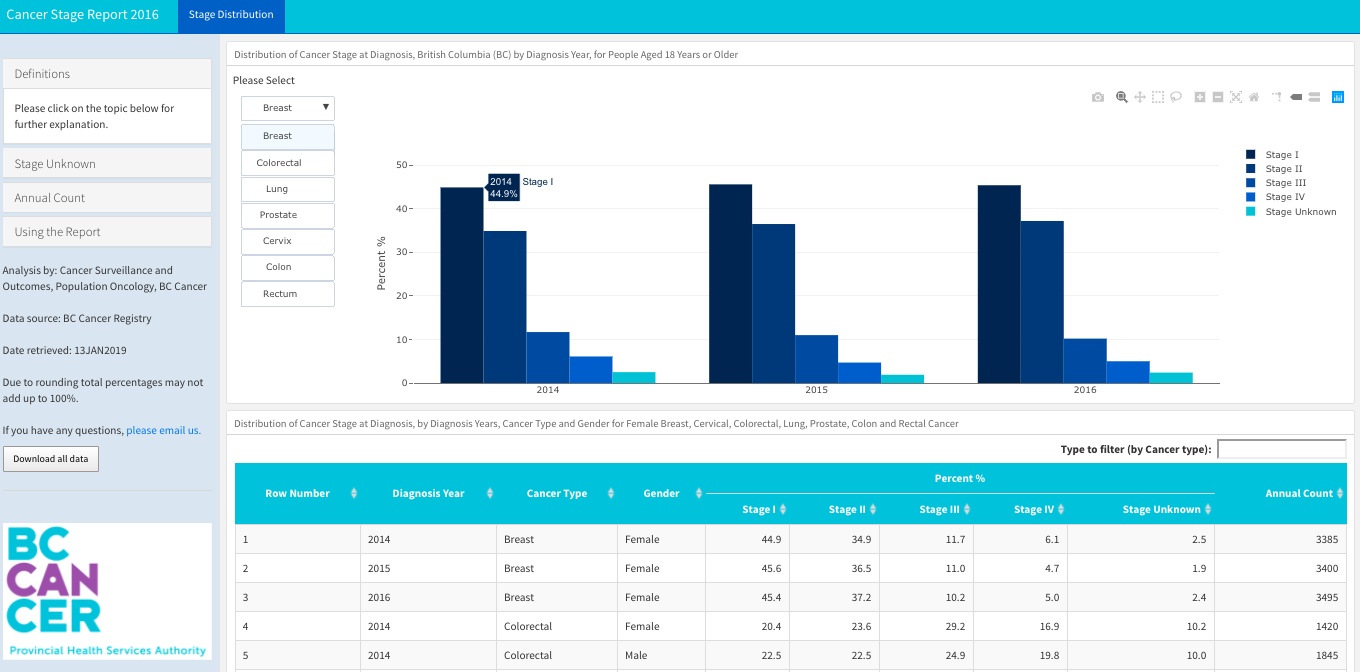 Cancer Stage Report 2016
Stage Distribution
Definitions
Please click on the topic below for
further explanation.
Stage Unknown
Annual Count
Using the Report
Analysis by: Cancer Surveillance and
Outcomes, Population Oncology, BC Cancer
Data source: BC Cancer Registry
Date retrieved: 13JAN2019
Due to rounding total percentages may not
add up to 100%.
If you have any questions, please email us.
Download all data
BC
CAN
CER
Provincial Health Services Authority
Distribution of Cancer Stage at Diagnosis, British Columbia (BC) by Diagnosis Year, for People Aged 18 Years or Older
Please Select
Breast ▼
Breast
Colorectal
Lung
Prostate
Cervix
Colon
Rectum
Percent %
50
40
30
20
10
0
2014
44.9%
Stage I
2014 2015 2016
Stage I
Stage II
Stage III
Stage IV
Stage Unknown
Distribution of Cancer Stage at Diagnosis, by Diagnosis Years, Cancer Type and Gender for Female Breast, Cervical, Colorectal, Lung, Prostate, Colon and Rectal Cancer
Type to filter (by Cancer type):
Percent %
Row Number Diagnosis Year Cancer Type Gender Annual Count
Stage I Stage II Stage III Stage IV Stage Unknown
1 2014 Breast Female 44.9 34.9 11.7 6.1 2.5 3385
2 2015 Breast Female 45.6 36.5 11.0 4.7 1.9 3400
3 2016 Breast Female 45.4 37.2 10.2 5.0 2.4 3495
4 2014 Colorectal Female 20.4 23.6 29.2 16.9 10.2 1420
5 2014 Colorectal Male 22.5 22.5 24.9 19.8 10.0 1845